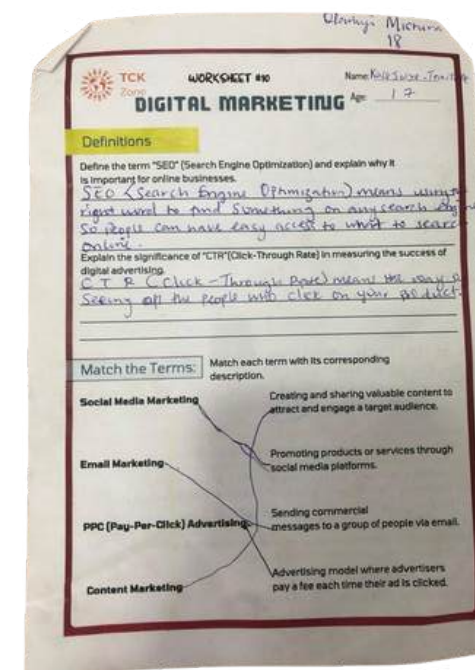 18
TCK
Zone
WORKSHEET #10
Name:
DIGITAL MARKETING
Age: 17
Definitions
Define the term "SEO" (Search Engine Optimization) and explain why it
is important for online businesses.
SEO (Search Engine Optimization) means using
right word to find something on any search
So people can have easy access to what to search
online.
Explain the significance of "CTR"(Click-Through Rate) in measuring the success of
digital advertising.
C T R (Click-Through Rate) means the way of
Seeing all the people who click on your product.
Match the Terms:
Match each term with its corresponding
description.
Social Media Marketing
Creating and sharing valuable content to
attract and engage a target audience.
Email Marketing
Promoting products or services through
social media platforms.
PPC (Pay-Per-Click) Advertising
Sending commercial
messages to a group of people via email.
Content Marketing
Advertising model where advertisers
pay a fee each time their ad is clicked.